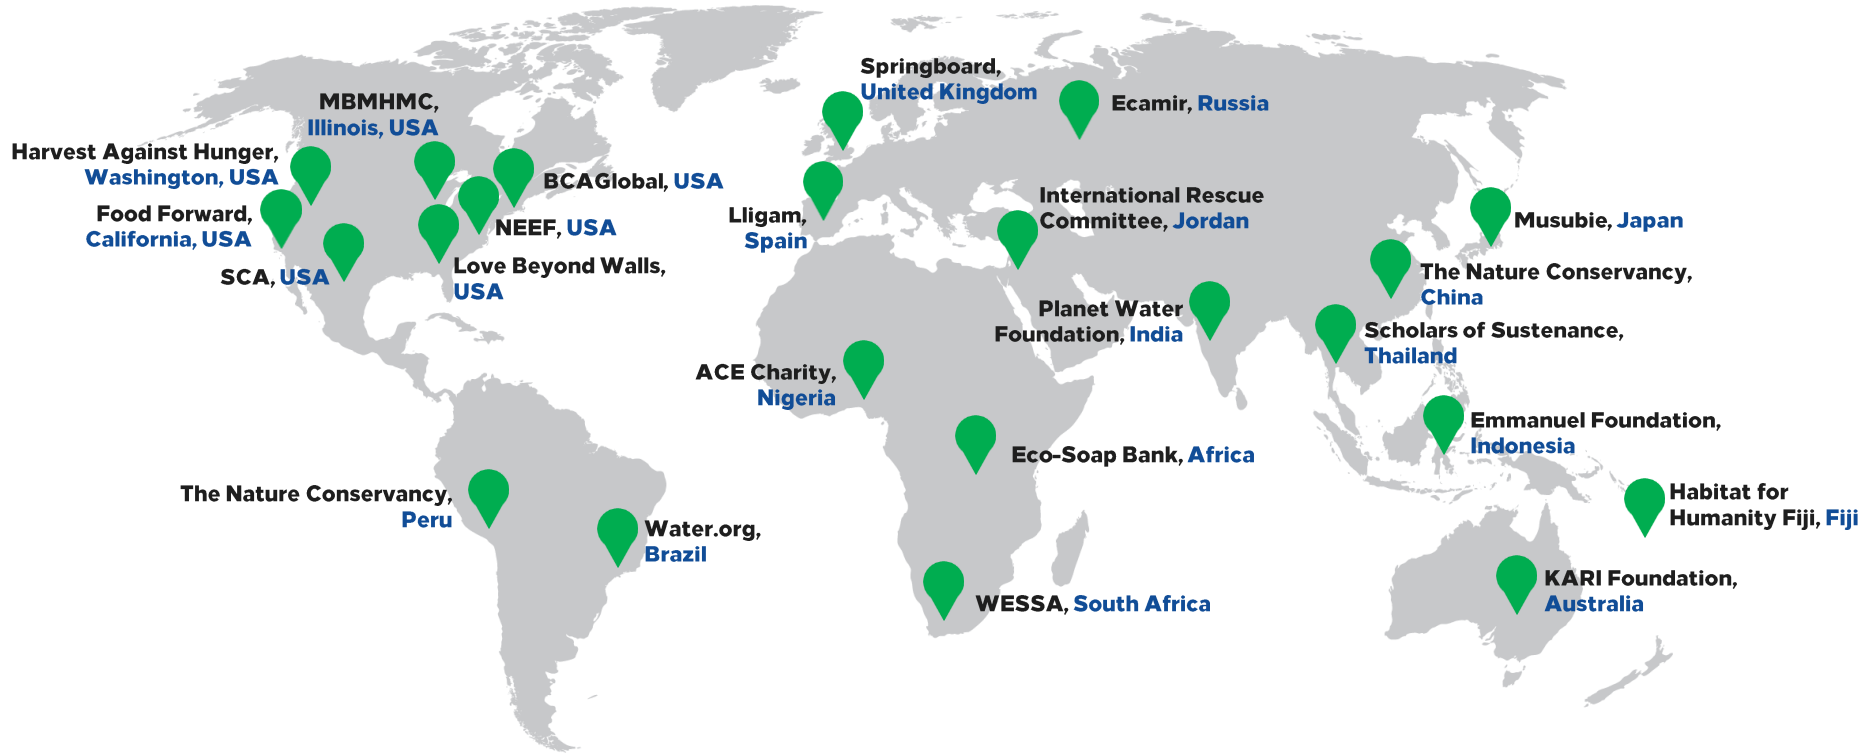 MBMHMC,
Illinois, USA
Harvest Against Hunger,
Washington, USA
Food Forward,
California, USA
SCA, USA
BCAGlobal, USA
NEEF, USA
Love Beyond Walls,
USA
Springboard,
United Kingdom
Ecamir, Russia
Lligam,
Spain
International Rescue
Committee, Jordan
Musubie, Japan
The Nature Conservancy,
China
Planet Water
Foundation, India
Scholars of Sustenance,
Thailand
ACE Charity,
Nigeria
Eco-Soap Bank, Africa
Emmanuel Foundation,
Indonesia
The Nature Conservancy,
Peru
Water.org,
Brazil
Habitat for
Humanity Fiji, Fiji
WESSA, South Africa
KARI Foundation,
Australia